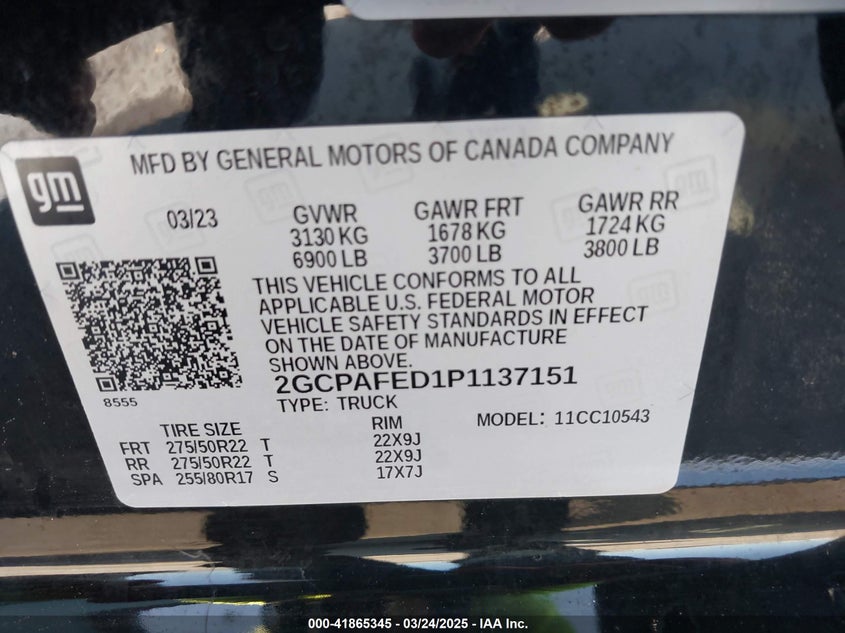 gm
MFD BY GENERAL MOTORS OF CANADA COMPANY
03/23 GVWR GAWR FRT GAWR RR
3130 KG 1678 KG 1724 KG
6900 LB 3700 LB 3800 LB
THIS VEHICLE CONFORMS TO ALL
APPLICABLE U.S. FEDERAL MOTOR
VEHICLE SAFETY STANDARDS IN EFFECT
ON THE DATE OF MANUFACTURE
SHOWN ABOVE.
2GCPAFED1P1137151
8555
TYPE: TRUCK MODEL: 11CC10543
TIRE SIZE RIM
FRT 275/50R22 T 22X9J
RR 275/50R22 T 22X9J
SPA 255/80R17 S 17X7J
000-41865345 - 03/24/2025 - IAA Inc.